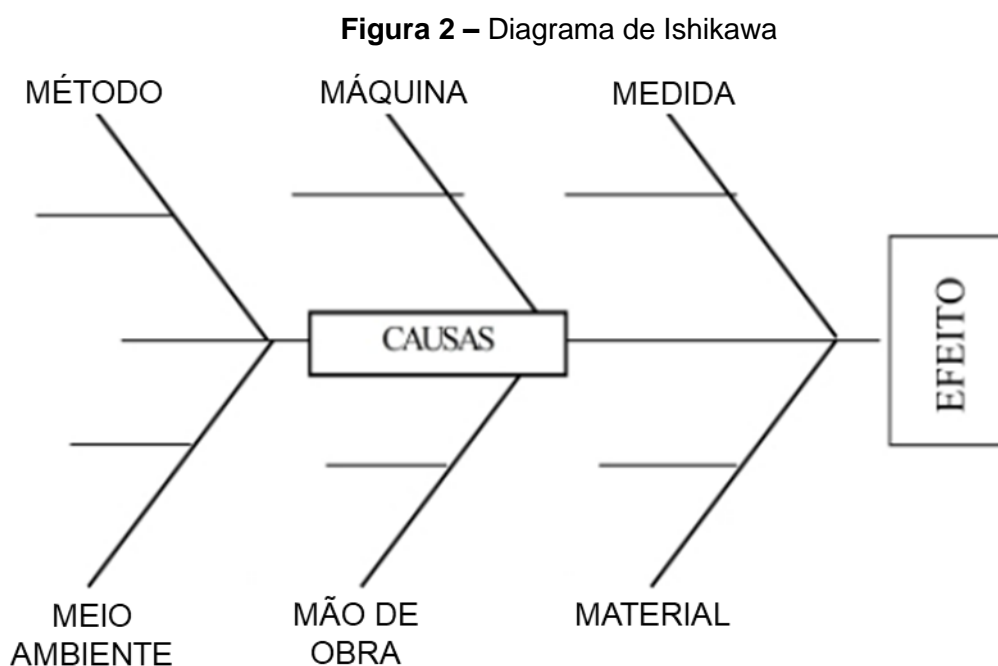 Figura 2 – Diagrama de Ishikawa
MÉTODO
MÁQUINA
MEDIDA
CAUSAS
EFEITO
MEIO
AMBIENTE
MÃO DE
OBRA
MATERIAL